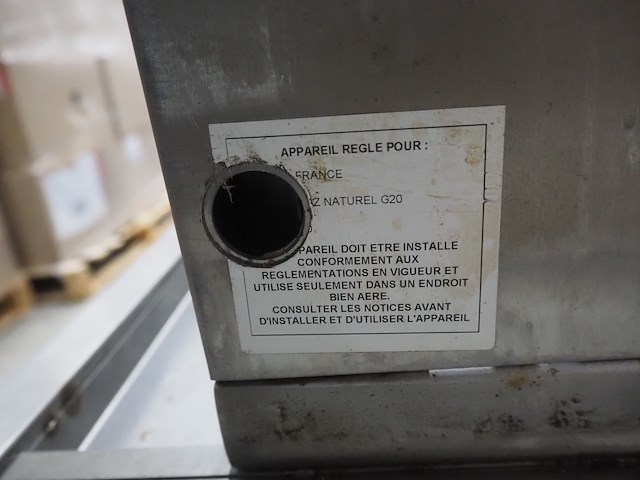 APPAREIL REGLE POUR :
FRANCE
NATUREL G20
DOIT ETRE INSTALLE
CONFORMEMENT AUX
REGLEMENTATIONS EN VIGUEUR ET
UTILISE SEULEMENT DANS UN ENDROIT
BIEN AERE.
CONSULTER LES NOTICES AVANT
D'INSTALLER ET D'UTILISER L'APPAREIL